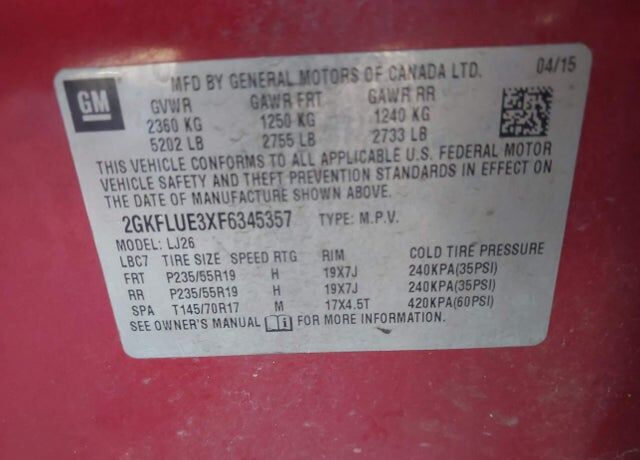 GM
MFD BY GENERAL MOTORS OF CANADA LTD. 04/15
GVWR GAWR FRT GAWR RR
2360 KG 1250 KG 1240 KG
5202 LB 2755 LB 2733 LB
THIS VEHICLE CONFORMS TO ALL APPLICABLE U.S. FEDERAL MOTOR
VEHICLE SAFETY AND THEFT PREVENTION STANDARDS IN EFFECT ON
THE DATE OF MANUFACTURE SHOWN ABOVE.
2GKFLUE3XF6345357 TYPE: M.P.V.
MODEL: LJ26
LBC7 TIRE SIZE SPEED RTG RIM COLD TIRE PRESSURE
FRT P235/55R19 H 19X7J 240KPA(35PSI)
RR P235/55R19 H 19X7J 240KPA(35PSI)
SPA T145/70R17 M 17X4.5T 420KPA(60PSI)
SEE OWNER'S MANUAL FOR MORE INFORMATION.